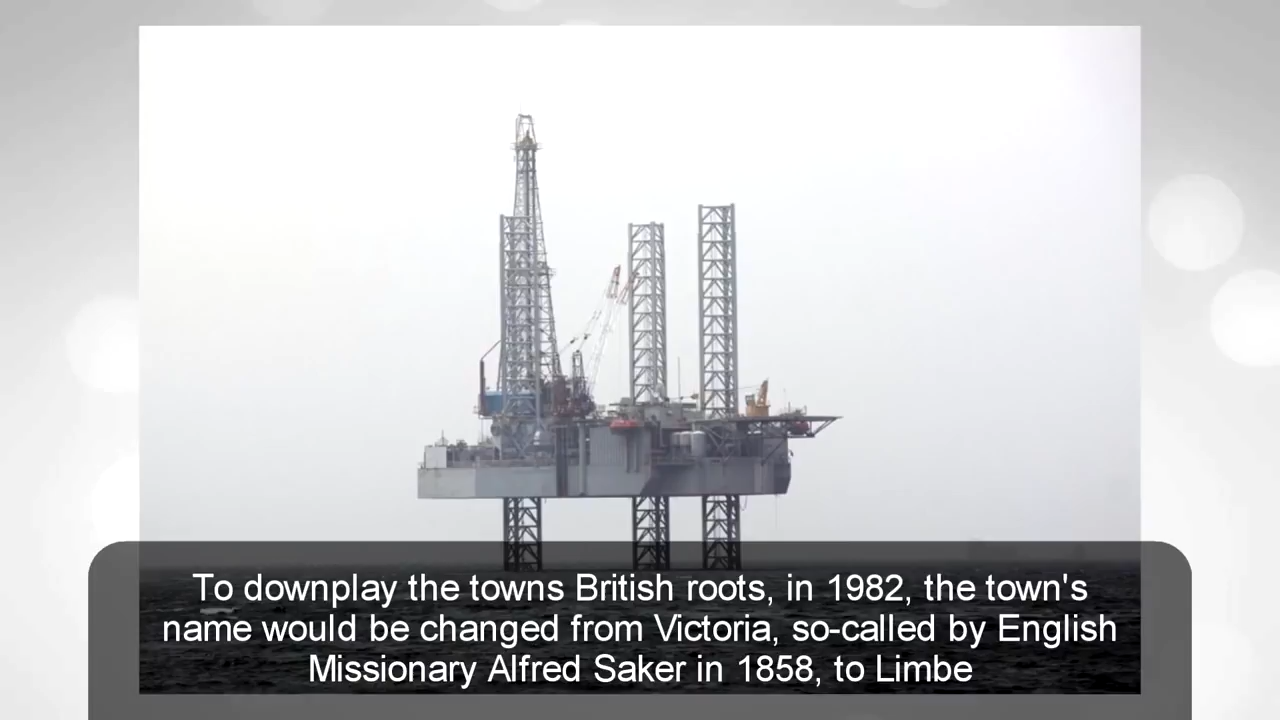 To downplay the towns British roots, in 1982, the town's
name would be changed from Victoria, so-called by English
Missionary Alfred Saker in 1858, to Limbe